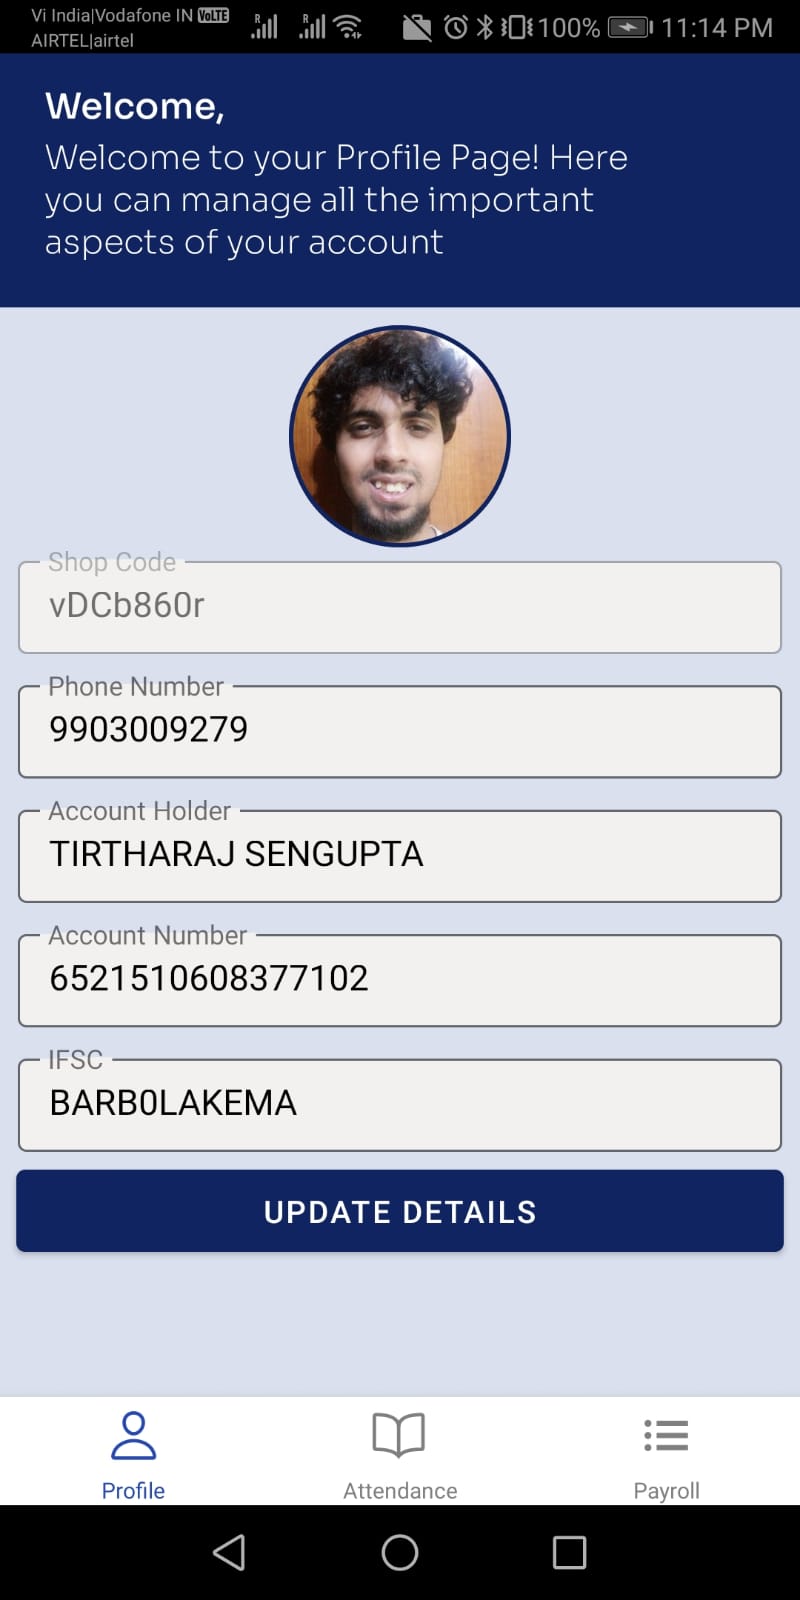 Vi India|Vodafone IN VoLTE
AIRTEL|airtel
R R 100% 11:14 PM
Welcome,
Welcome to your Profile Page! Here
you can manage all the important
aspects of your account
Shop Code
vDCb860r
Phone Number
9903009279
Account Holder
TIRTHARAJ SENGUPTA
Account Number
6521510608377102
IFSC
BARB0LAKEMA
UPDATE DETAILS
Profile Attendance Payroll